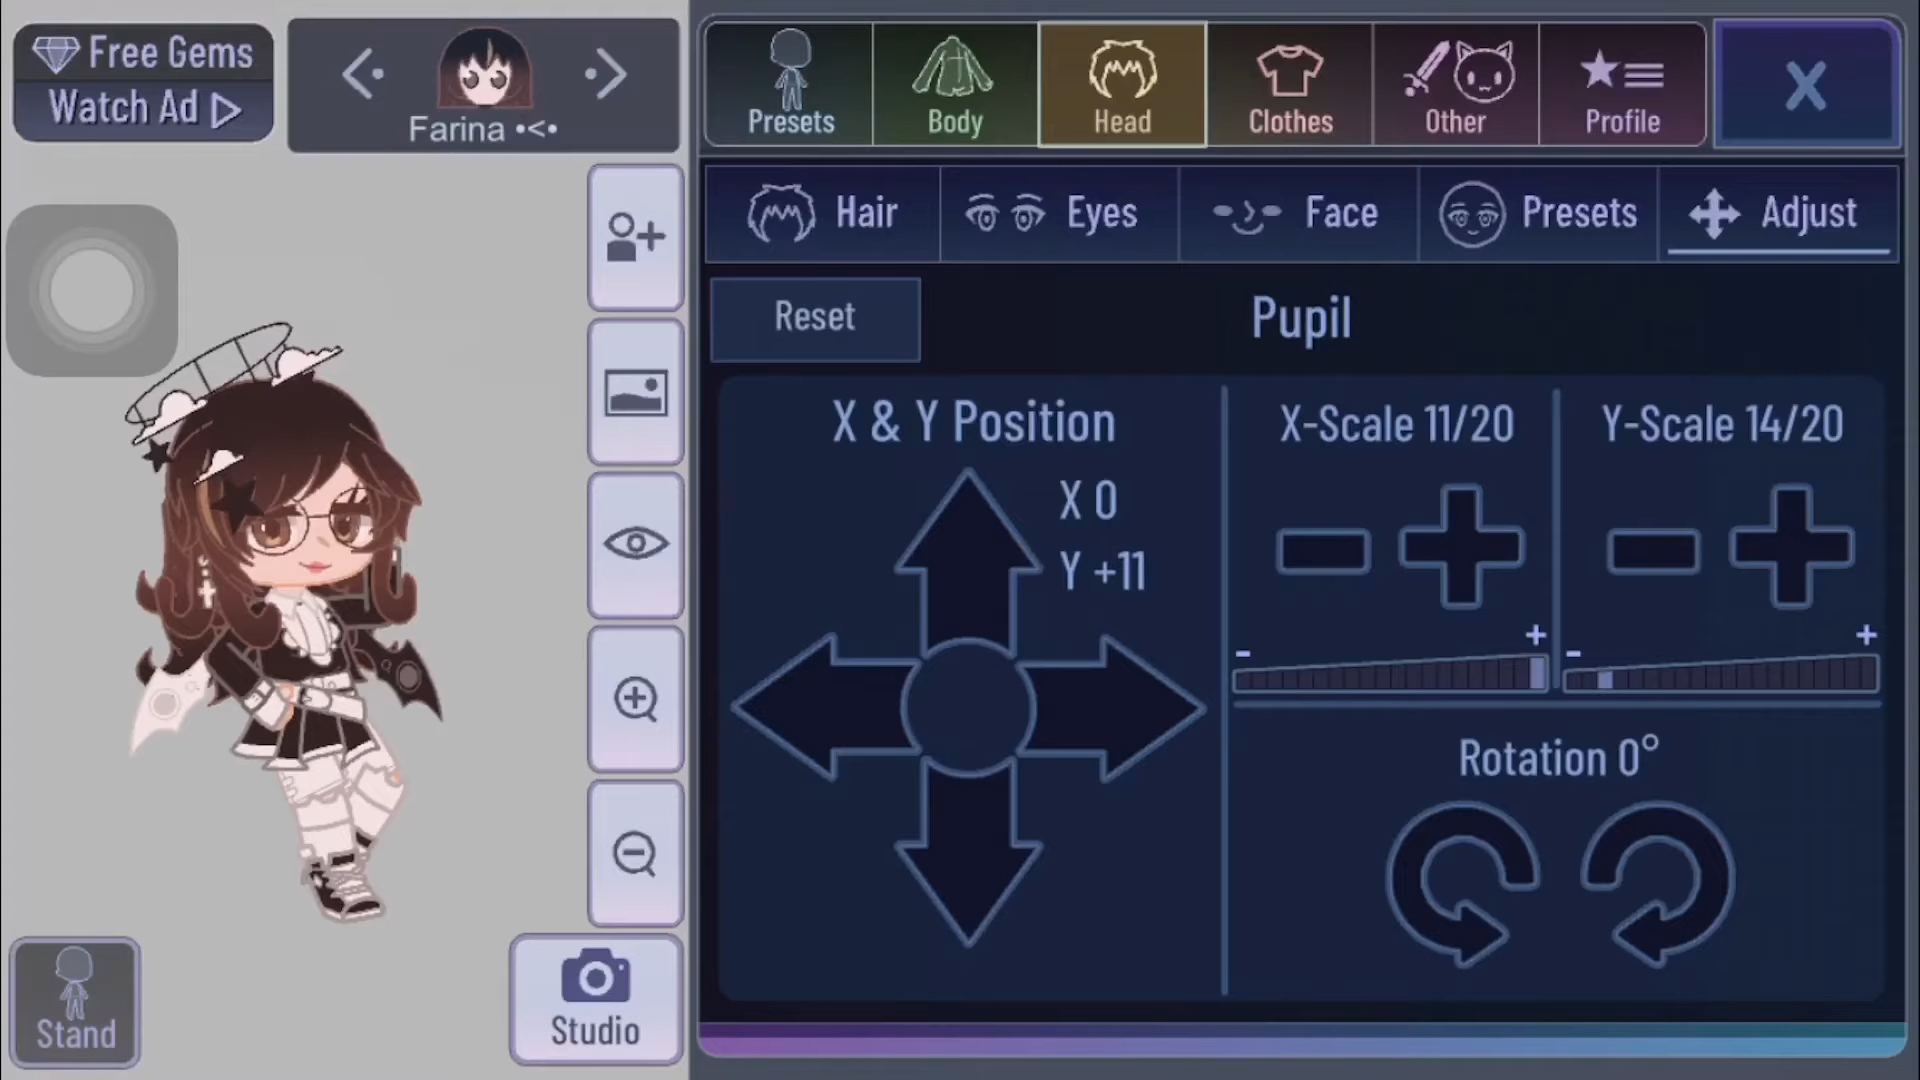 Free Gems
Watch Ad
Farina •<•
Presets
Body
Head
Clothes
Other
Profile
X
Hair
Eyes
Face
Presets
Adjust
Reset
Pupil
X & Y Position
X 0
Y +11
X-Scale 11/20
- +
Y-Scale 14/20
- +
Rotation 0°
Stand
Studio